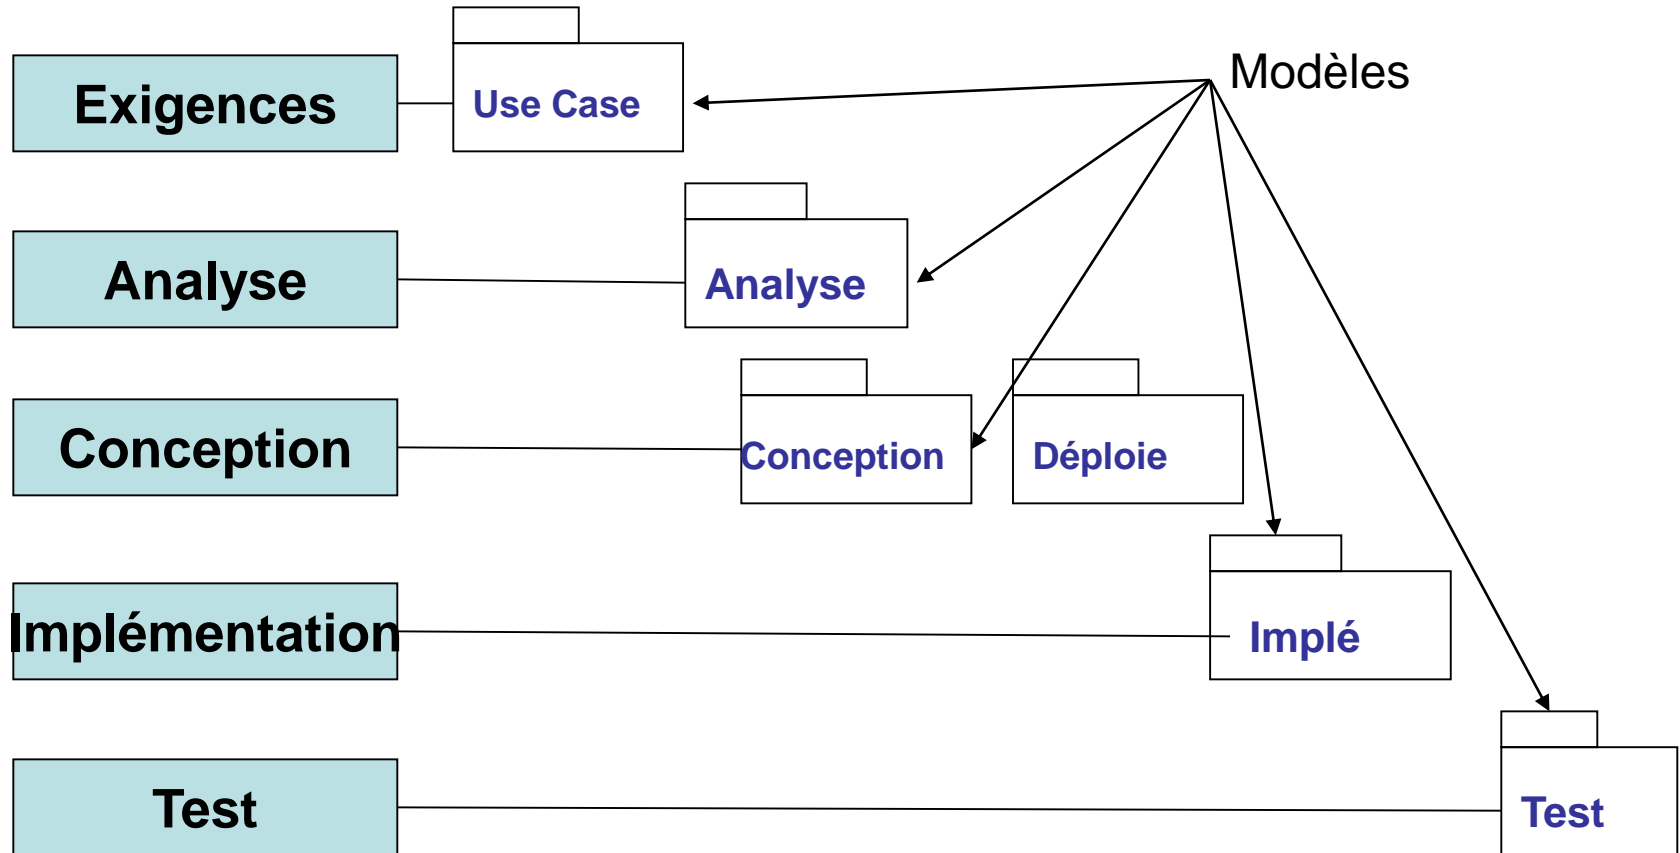 Modèles
Exigences
Use Case
Analyse
Analyse
Conception
Conception
Déploie
Implémentation
Implé
Test
Test